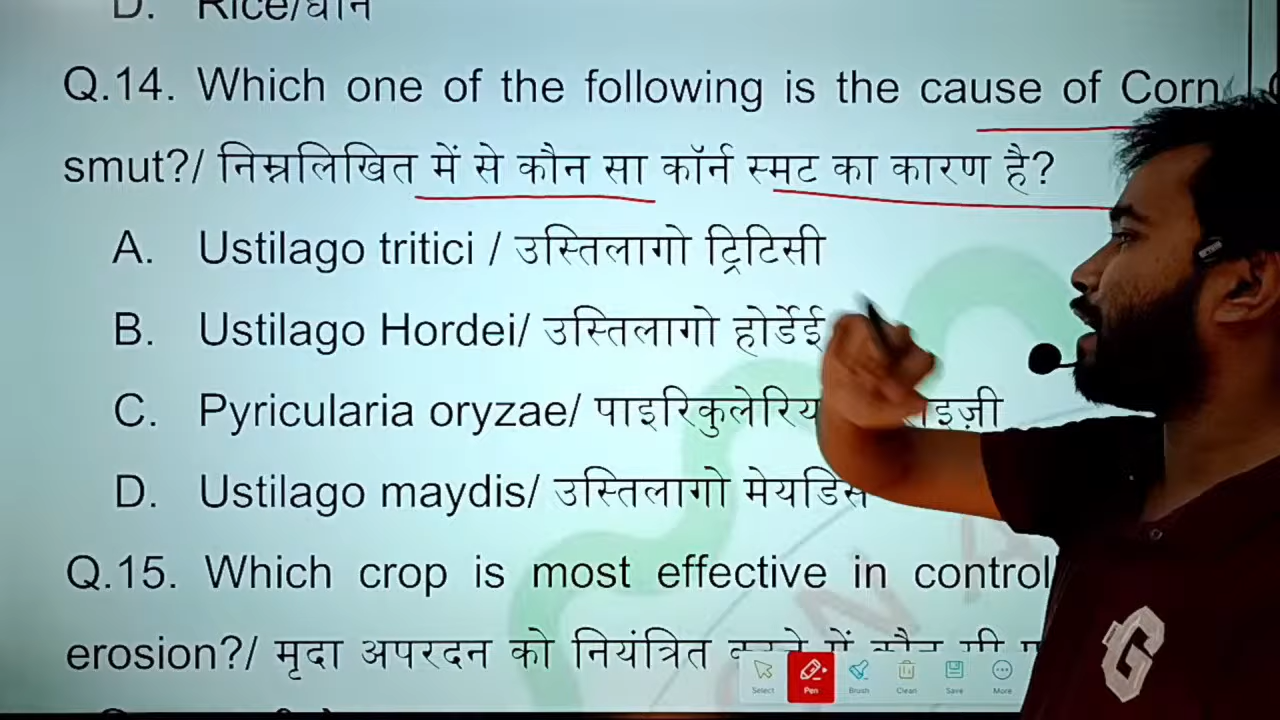 D. Rice/धान
Q.14. Which one of the following is the cause of Corn
smut?/ निम्नलिखित में से कौन सा कॉर्न स्मट का कारण है?
A. Ustilago tritici / उस्तिलागो ट्रिटिसी
B. Ustilago Hordei/ उस्तिलागो होर्डेई
C. Pyricularia oryzae/
D. Ustilago maydis/ उस्तिलागो मेयडिस
Q.15. Which crop is most effective in control
erosion?/ मृदा अपरदन को नियंत्रित करने में कौन सी
Select Pen Brush Clean Save More
G